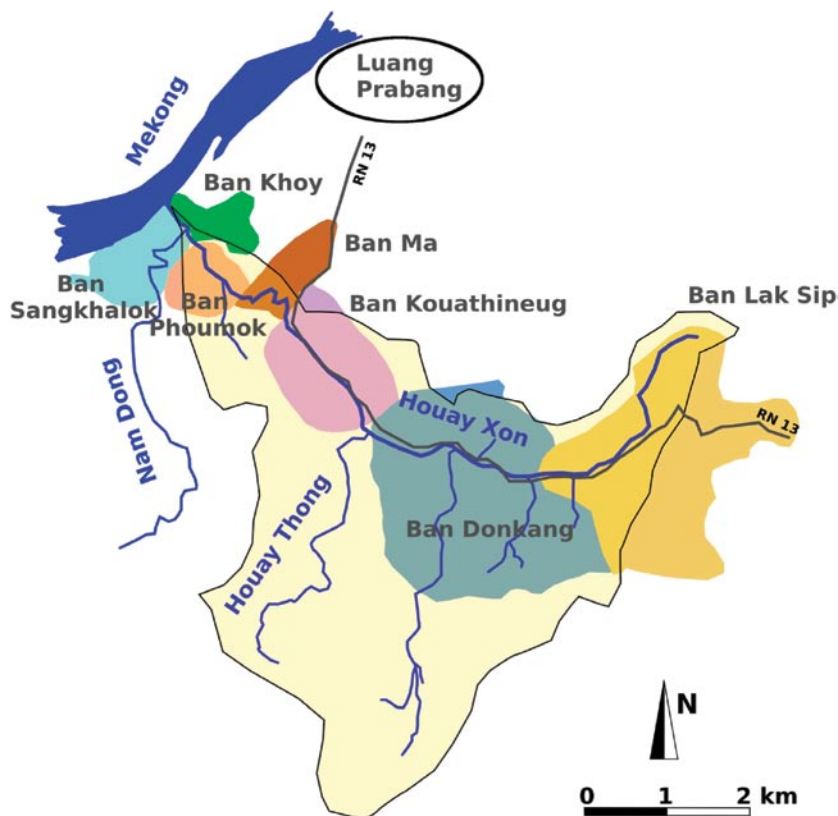 Luang
Prabang
Mekong
RN 13
Ban Khoy
Ban Ma
Ban
Sangkhalok
Ban
Phoumok
Ban Kouathineug
Ban Lak Sip
Nam Dong
Houay Xon
RN 13
Houay Thong
Ban Donkang
N
0 1 2 km